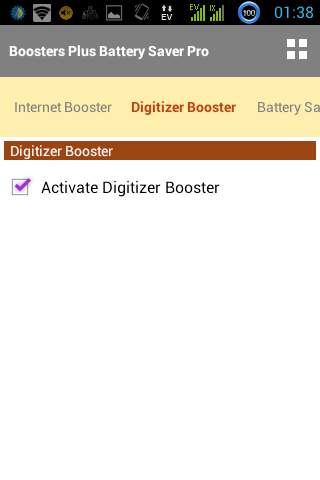 EV EV IX 100 01:38
Boosters Plus Battery Saver Pro
Internet Booster Digitizer Booster Battery Sa
Digitizer Booster
Activate Digitizer Booster